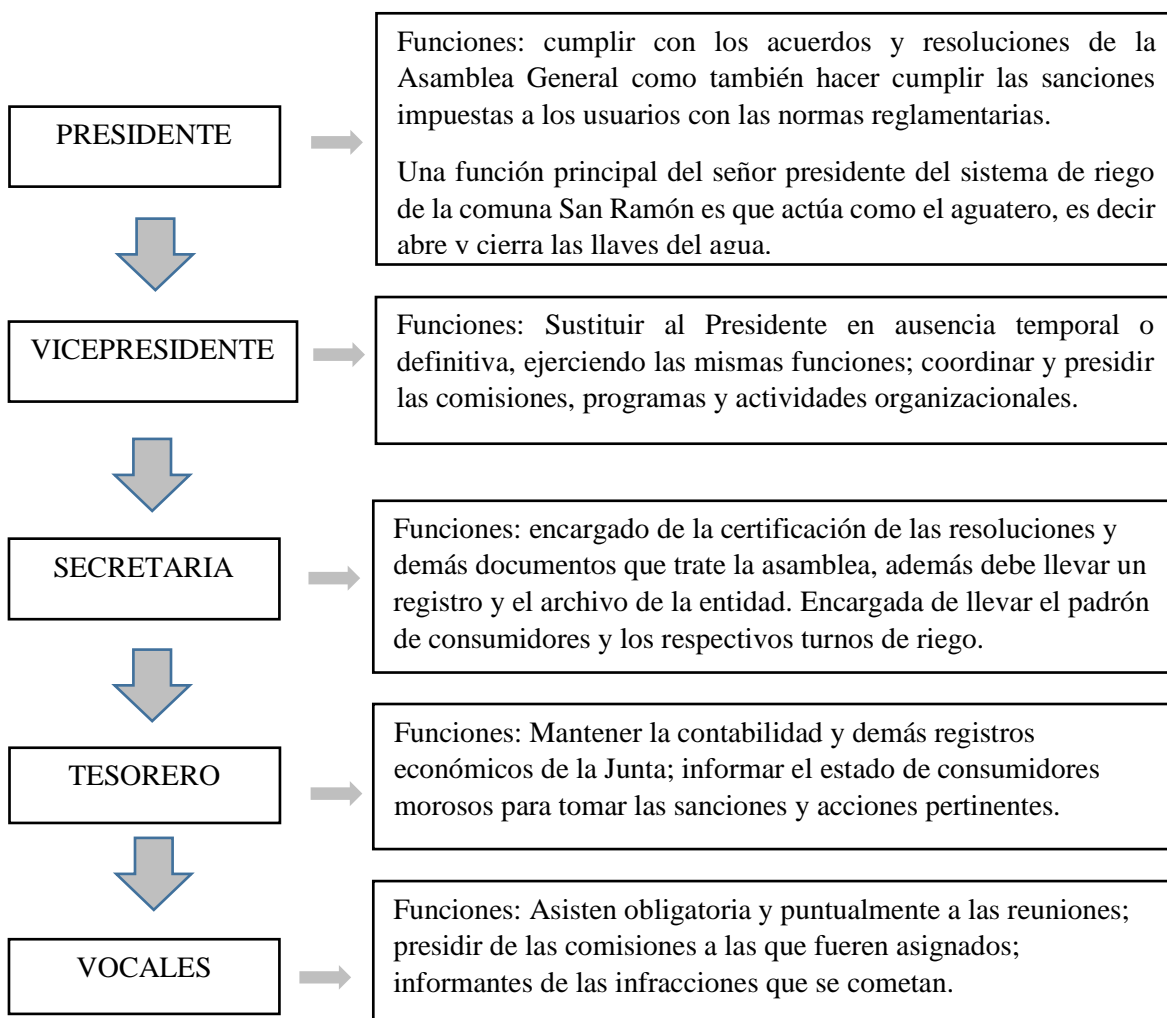 PRESIDENTE
Funciones: cumplir con los acuerdos y resoluciones de la
Asamblea General como también hacer cumplir las sanciones
impuestas a los usuarios con las normas reglamentarias.
Una función principal del señor presidente del sistema de riego
de la comuna San Ramón es que actúa como el aguatero, es decir
abre y cierra las llaves del agua.
VICEPRESIDENTE
Funciones: Sustituir al Presidente en ausencia temporal o
definitiva, ejerciendo las mismas funciones; coordinar y presidir
las comisiones, programas y actividades organizacionales.
SECRETARIA
Funciones: encargado de la certificación de las resoluciones y
demás documentos que trate la asamblea, además debe llevar un
registro y el archivo de la entidad. Encargada de llevar el padrón
de consumidores y los respectivos turnos de riego.
TESORERO
Funciones: Mantener la contabilidad y demás registros
económicos de la Junta; informar el estado de consumidores
morosos para tomar las sanciones y acciones pertinentes.
VOCALES
Funciones: Asisten obligatoria y puntualmente a las reuniones;
presidir de las comisiones a las que fueren asignados;
informantes de las infracciones que se cometan.